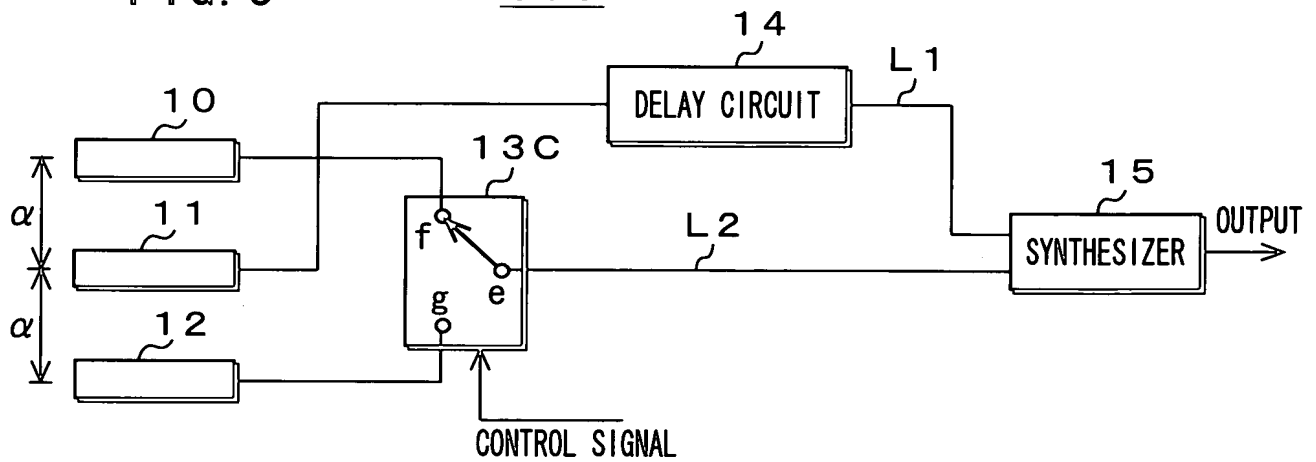 14
L1
DELAY CIRCUIT
10
13C
α
15
11
f
L2
OUTPUT
SYNTHESIZER
e
α
g
12
CONTROL SIGNAL